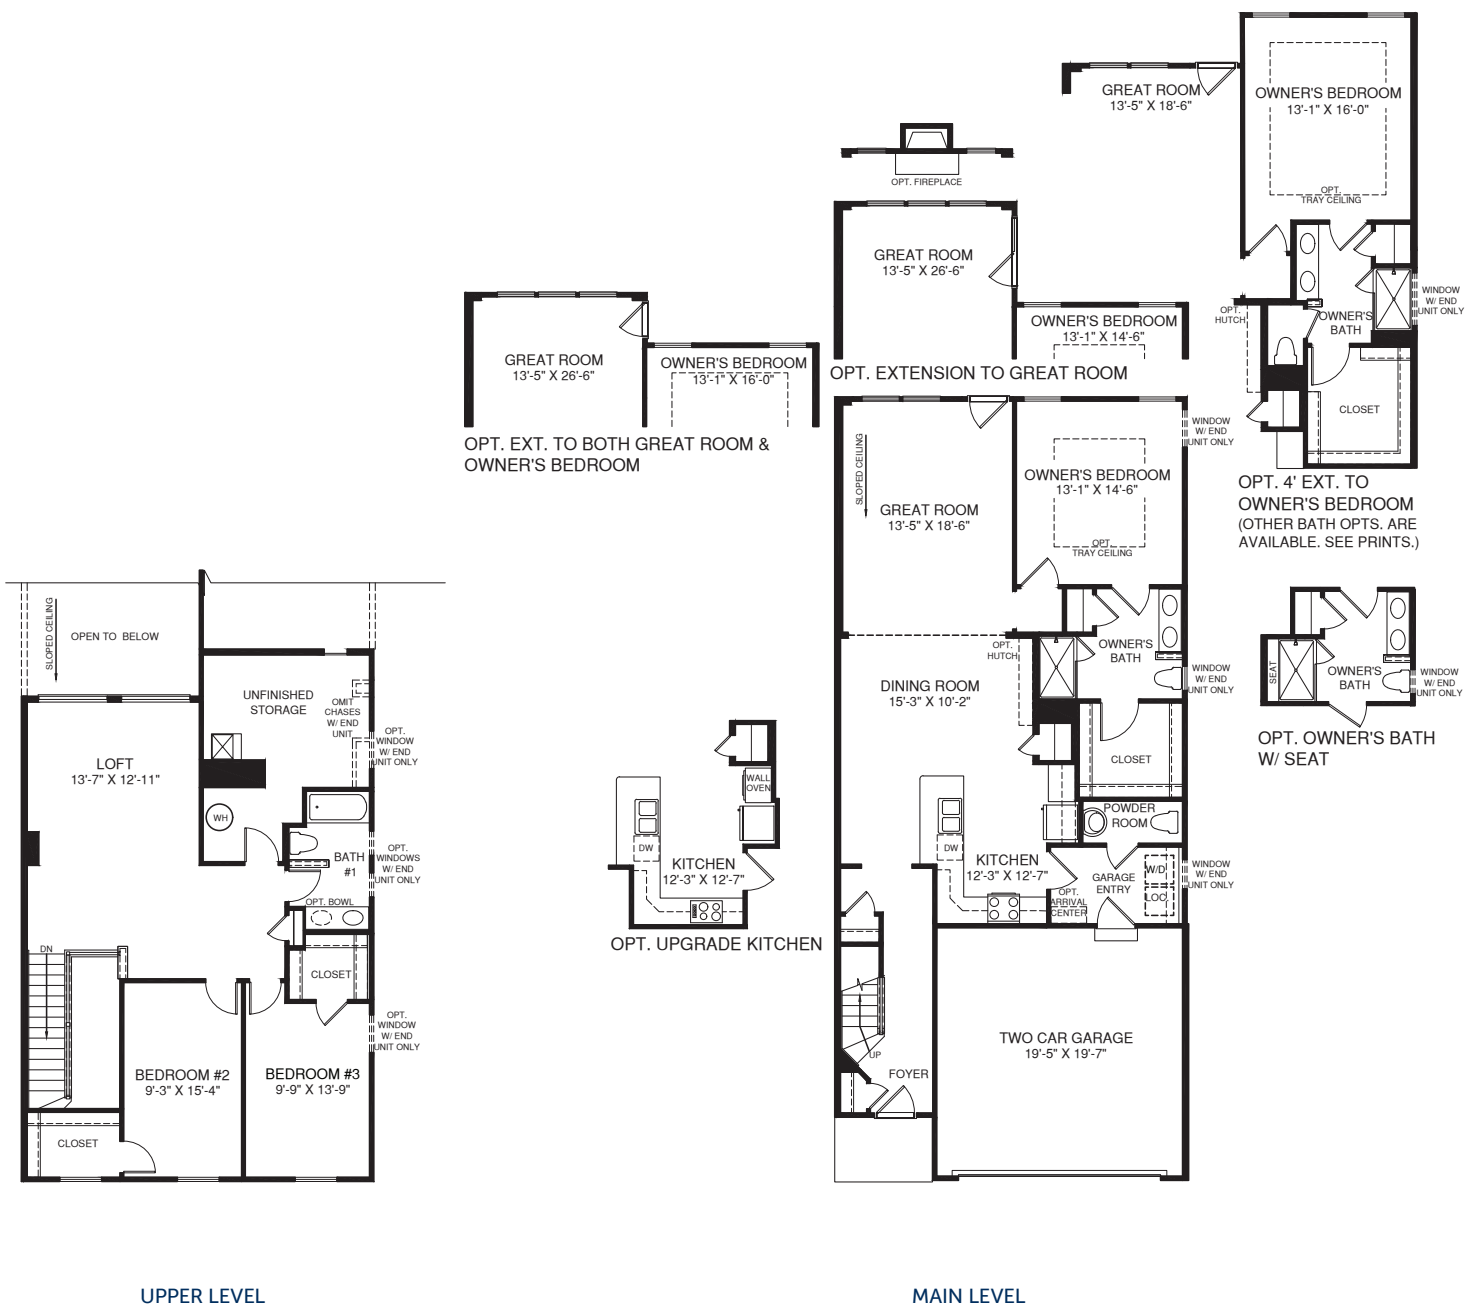 GREAT ROOM
13'-5" X 18'-6"
OWNER'S BEDROOM
13'-1" X 16'-0"
OPT.
TRAY CEILING
WINDOW
W/ END
UNIT ONLY
OPT.
HUTCH
OWNER'S
BATH
CLOSET
OPT. 4' EXT. TO
OWNER'S BEDROOM
(OTHER BATH OPTS. ARE
AVAILABLE. SEE PRINTS.)
OPT. FIREPLACE
GREAT ROOM
13'-5" X 26'-6"
OWNER'S BEDROOM
13'-1" X 14'-6"
OPT. EXTENSION TO GREAT ROOM
GREAT ROOM
13'-5" X 26'-6"
OWNER'S BEDROOM
13'-1" X 16'-0"
OPT. EXT. TO BOTH GREAT ROOM &
OWNER'S BEDROOM
SLOPED CEILING
GREAT ROOM
13'-5" X 18'-6"
OWNER'S BEDROOM
13'-1" X 14'-6"
OPT.
TRAY CEILING
WINDOW
W/ END
UNIT ONLY
OPT.
HUTCH
OWNER'S
BATH
WINDOW
W/ END
UNIT ONLY
DINING ROOM
15'-3" X 10'-2"
CLOSET
POWDER
ROOM
DW
KITCHEN
12'-3" X 12'-7"
OPT.
ARRIVAL
CENTER
GARAGE
ENTRY
W/D
LOC
WINDOW
W/ END
UNIT ONLY
TWO CAR GARAGE
19'-5" X 19'-7"
UP
FOYER
SEAT
OWNER'S
BATH
WINDOW
W/ END
UNIT ONLY
OPT. OWNER'S BATH
W/ SEAT
WALL
OVEN
DW
KITCHEN
12'-3" X 12'-7"
OPT. UPGRADE KITCHEN
SLOPED CEILING
OPEN TO BELOW
UNFINISHED
STORAGE
OMIT
CHASES
W/ END
UNIT
OPT.
WINDOW
W/ END
UNIT ONLY
LOFT
13'-7" X 12'-11"
WH
BATH
#1
OPT.
WINDOWS
W/ END
UNIT ONLY
OPT. BOWL
DN
CLOSET
OPT.
WINDOW
W/ END
UNIT ONLY
BEDROOM #2
9'-3" X 15'-4"
BEDROOM #3
9'-9" X 13'-9"
CLOSET
UPPER LEVEL
MAIN LEVEL